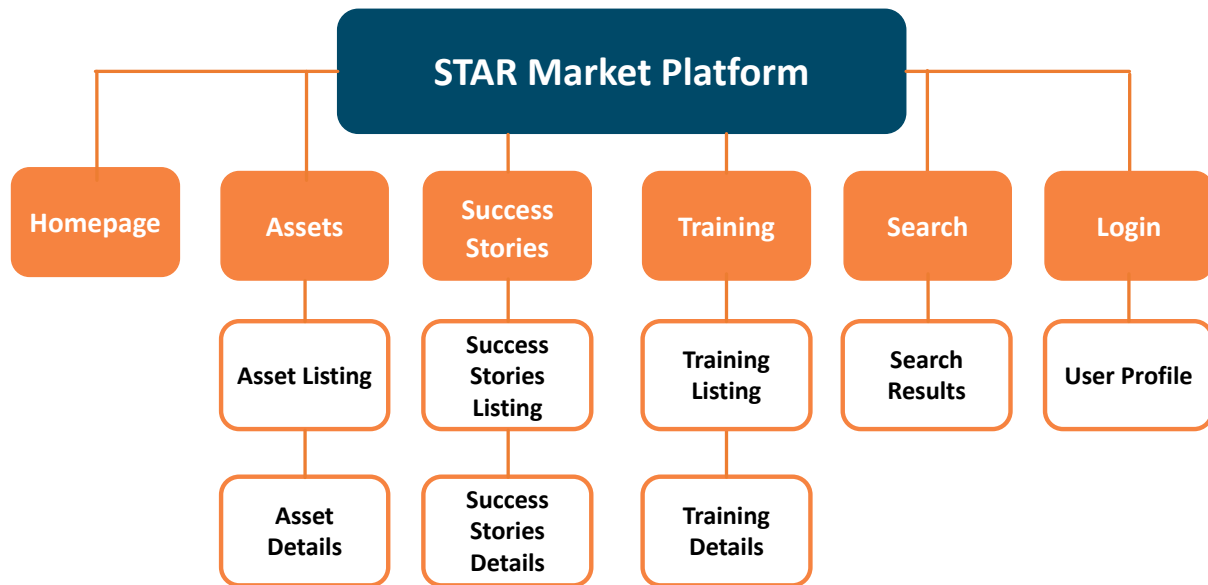 STAR Market Platform
Homepage
Assets
Success
Stories
Training
Search
Login
Asset Listing
Success
Stories
Listing
Training
Listing
Search
Results
User Profile
Asset
Details
Success
Stories
Details
Training
Details